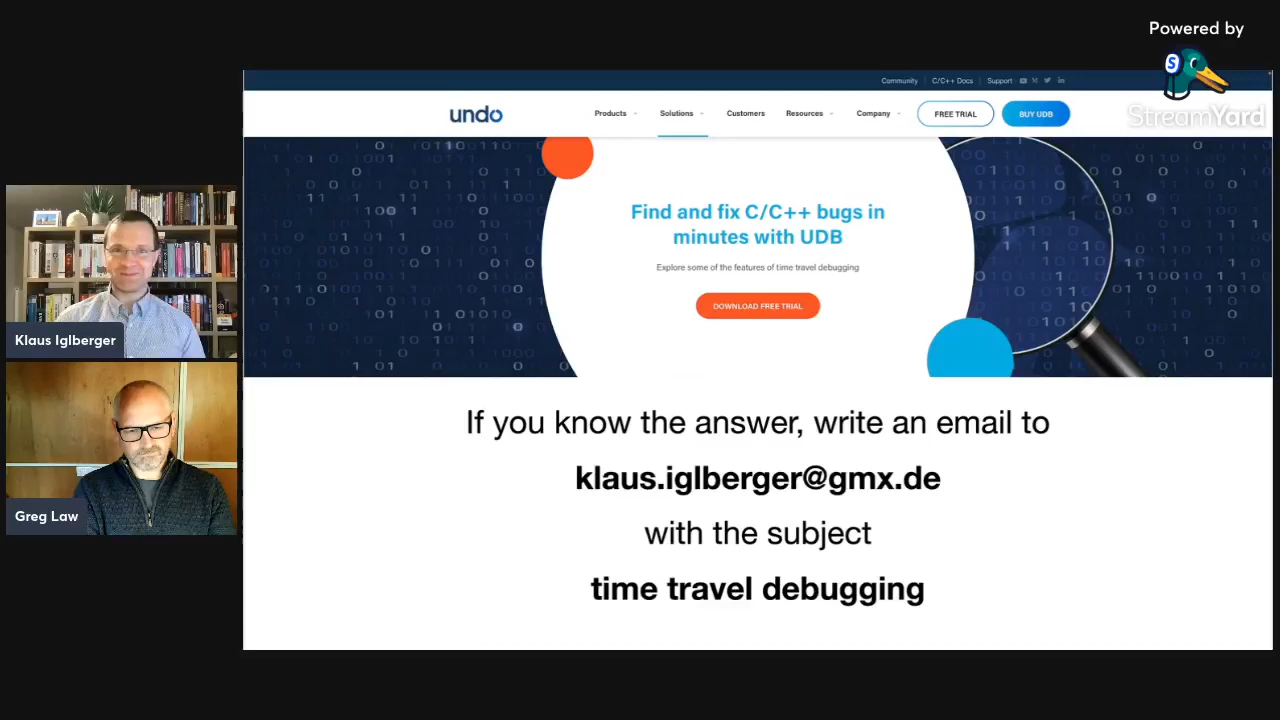 Powered by
S
StreamYard
Community
C/C++ Docs
Support
undo
Products
Solutions
Customers
Resources
Company
FREE TRIAL
BUY UDB
Find and fix C/C++ bugs in
minutes with UDB
Explore some of the features of time travel debugging
DOWNLOAD FREE TRIAL
Klaus Iglberger
Greg Law
If you know the answer, write an email to
klaus.iglberger@gmx.de
with the subject
time travel debugging